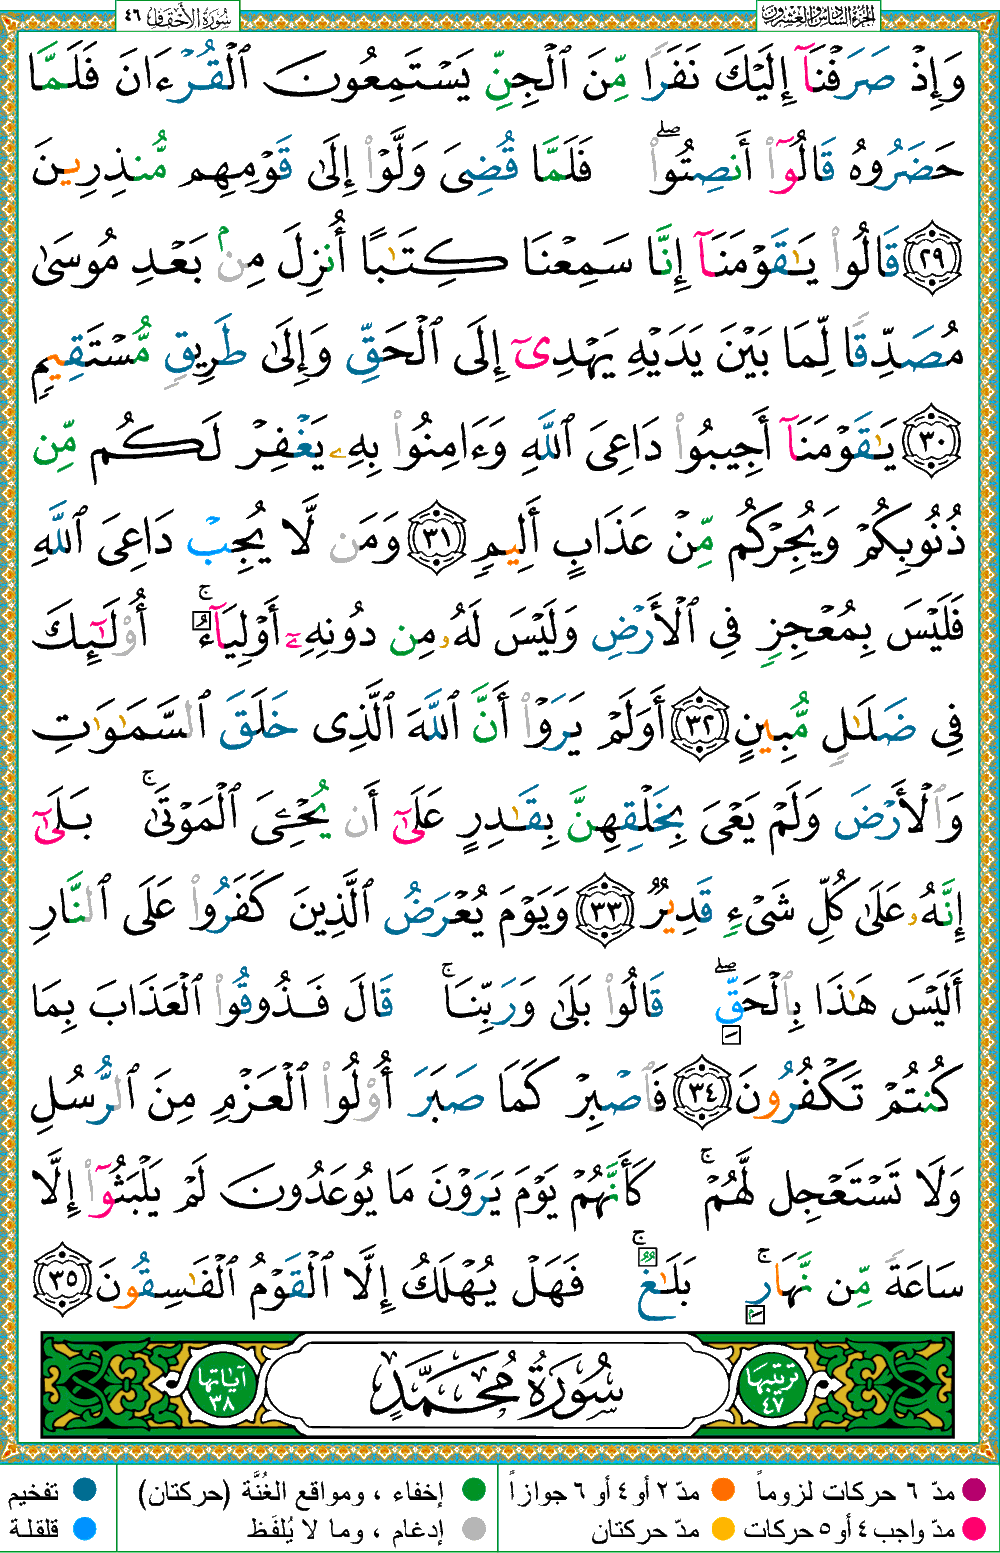 الجزء السادس والعشرون
سُورَةُ الأَحْقَافِ ٤٦
وَإِذْ صَرَفْنَآ إِلَيْكَ نَفَرًا مِّنَ ٱلْجِنِّ يَسْتَمِعُونَ ٱلْقُرْءَانَ فَلَمَّا
حَضَرُوهُ قَالُوٓا۟ أَنصِتُوا۟ ۖ فَلَمَّا قُضِىَ وَلَّوْا۟ إِلَىٰ قَوْمِهِم مُّنذِرِينَ
٢٩ قَالُوا۟ يَـٰقَوْمَنَآ إِنَّا سَمِعْنَا كِتَـٰبًا أُنزِلَ مِنۢ بَعْدِ مُوسَىٰ
مُصَدِّقًا لِّمَا بَيْنَ يَدَيْهِ يَهْدِىٓ إِلَى ٱلْحَقِّ وَإِلَىٰ طَرِيقٍ مُّسْتَقِيمٍ
٣٠ يَـٰقَوْمَنَآ أَجِيبُوا۟ دَاعِىَ ٱللَّهِ وَءَامِنُوا۟ بِهِۦ يَغْفِرْ لَكُم مِّن
ذُنُوبِكُمْ وَيُجِرْكُم مِّنْ عَذَابٍ أَلِيمٍ ٣١ وَمَن لَّا يُجِبْ دَاعِىَ ٱللَّهِ
فَلَيْسَ بِمُعْجِزٍ فِى ٱلْأَرْضِ وَلَيْسَ لَهُۥ مِن دُونِهِۦٓ أَوْلِيَآءُ ۚ أُو۟لَـٰٓئِكَ
فِى ضَلَـٰلٍ مُّبِينٍ ٣٢ أَوَلَمْ يَرَوْا۟ أَنَّ ٱللَّهَ ٱلَّذِى خَلَقَ ٱلسَّمَـٰوَٰتِ
وَٱلْأَرْضَ وَلَمْ يَعْىَ بِخَلْقِهِنَّ بِقَـٰدِرٍ عَلَىٰٓ أَن يُحْـِۧىَ ٱلْمَوْتَىٰ ۚ بَلَىٰٓ
إِنَّهُۥ عَلَىٰ كُلِّ شَىْءٍ قَدِيرٌ ٣٣ وَيَوْمَ يُعْرَضُ ٱلَّذِينَ كَفَرُوا۟ عَلَى ٱلنَّارِ
أَلَيْسَ هَـٰذَا بِٱلْحَقِّ ۖ قَالُوا۟ بَلَىٰ وَرَبِّنَا ۚ قَالَ فَذُوقُوا۟ ٱلْعَذَابَ بِمَا
كُنتُمْ تَكْفُرُونَ ٣٤ فَٱصْبِرْ كَمَا صَبَرَ أُو۟لُوا۟ ٱلْعَزْمِ مِنَ ٱلرُّسُلِ
وَلَا تَسْتَعْجِل لَّهُمْ ۚ كَأَنَّهُمْ يَوْمَ يَرَوْنَ مَا يُوعَدُونَ لَمْ يَلْبَثُوٓا۟ إِلَّا
سَاعَةً مِّن نَّهَارٍۭ ۚ بَلَـٰغٌ ۚ فَهَلْ يُهْلَكُ إِلَّا ٱلْقَوْمُ ٱلْفَـٰسِقُونَ ٣٥
ترتيبها ٤٧
سُورَةُ مُحَمَّدٍ
آياتها ٣٨
مدّ ٦ حركات لزوماً
مدّ ٢ أو ٤ أو ٦ جوازاً
إخفاء ، ومواقع الغُنَّة (حركتان)
تفخيم
مدّ واجب ٤ أو ٥ حركات
مدّ حركتان
إدغام ، وما لا يُلفَظ
قلقلة